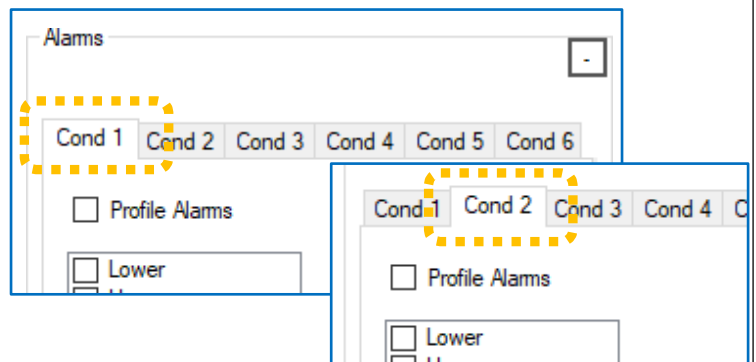 Alarms
-
Cond 1 Cond 2 Cond 3 Cond 4 Cond 5 Cond 6
Profile Alarms
Lower
Cond 1 Cond 2 Cond 3 Cond 4
Profile Alarms
Lower